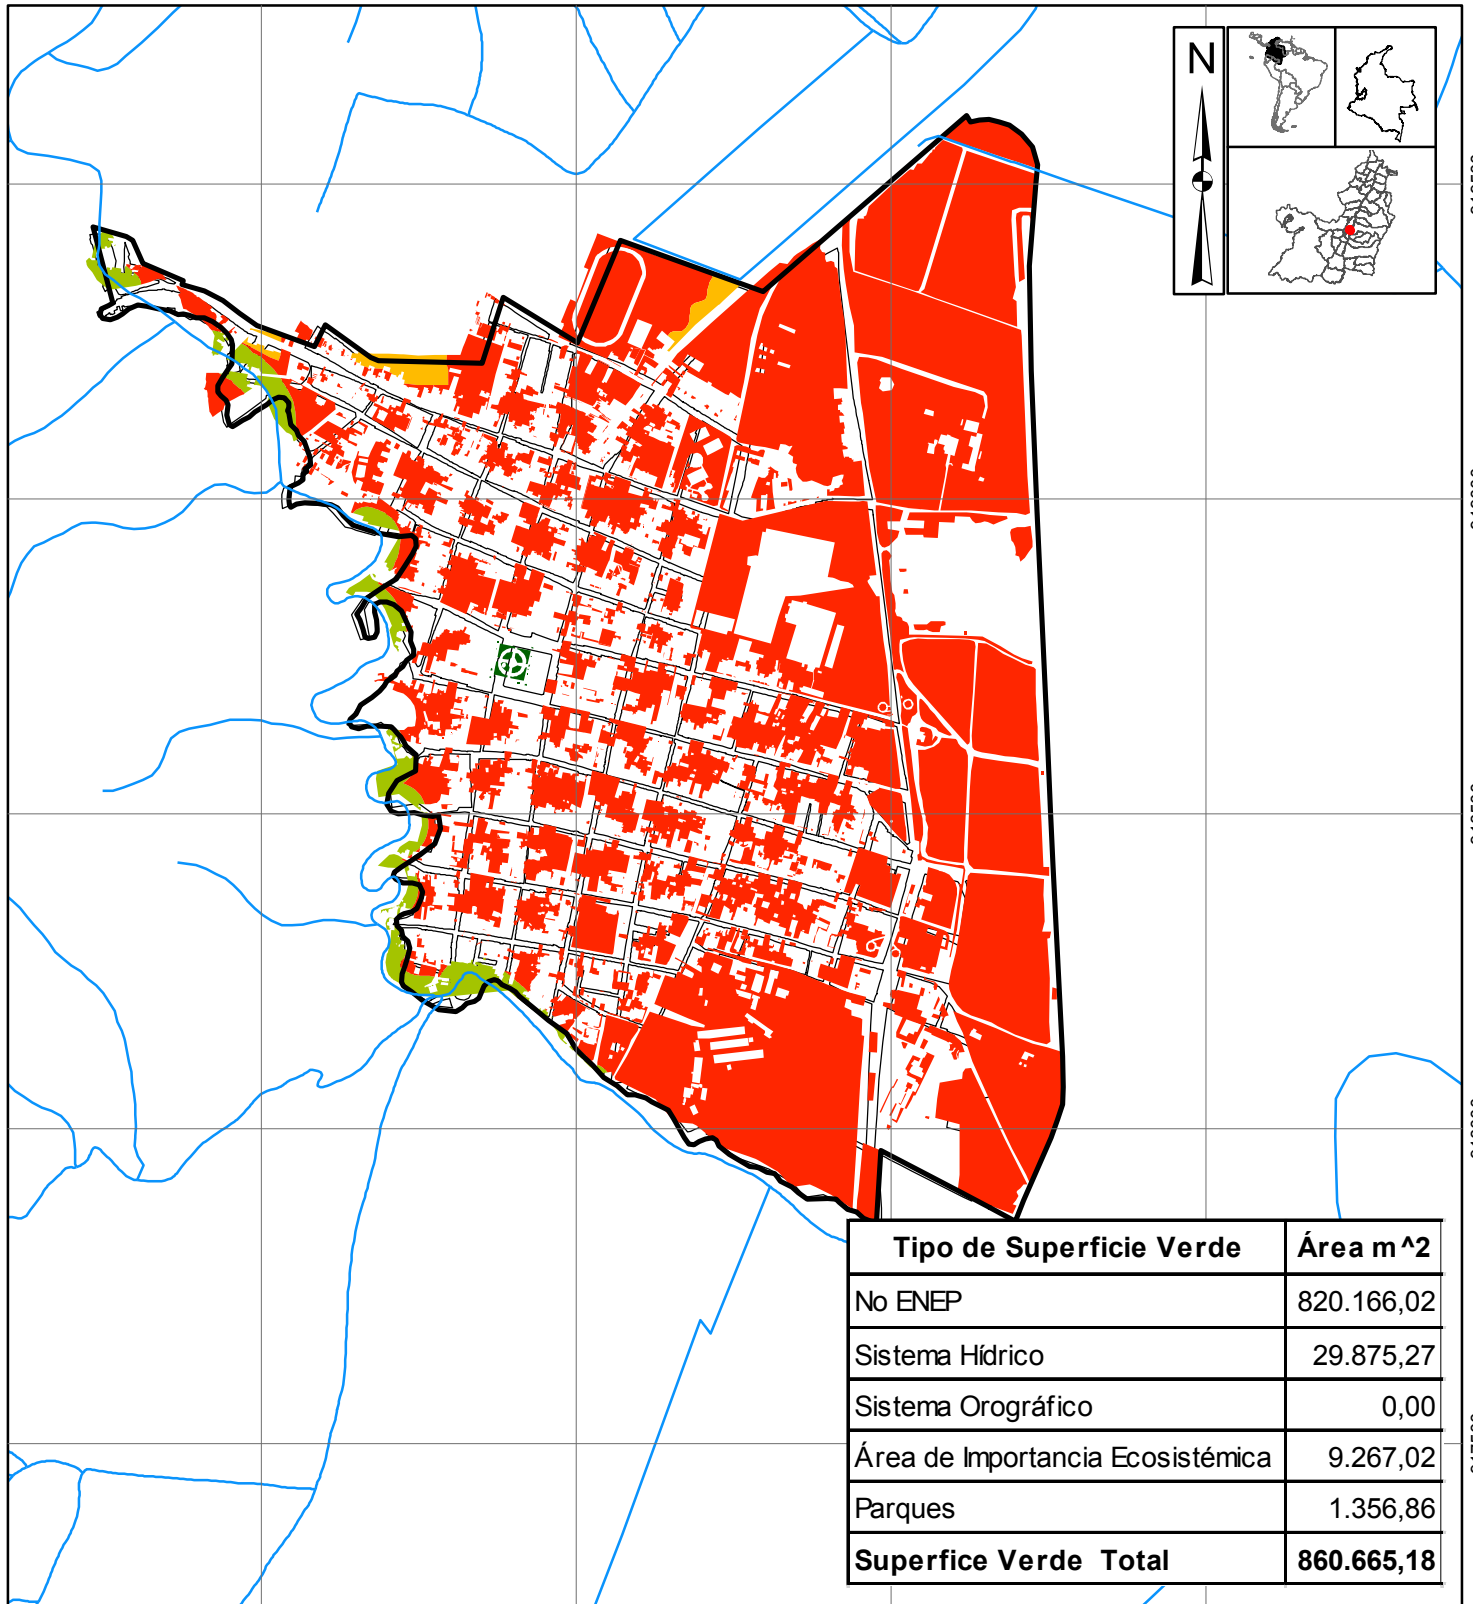 N
Tipo de Superficie Verde Área m^2
No ENEP 820.166,02
Sistema Hídrico 29.875,27
Sistema Orográfico 0,00
Área de Importancia Ecosistémica 9.267,02
Parques 1.356,86
Superfice Verde Total 860.665,18